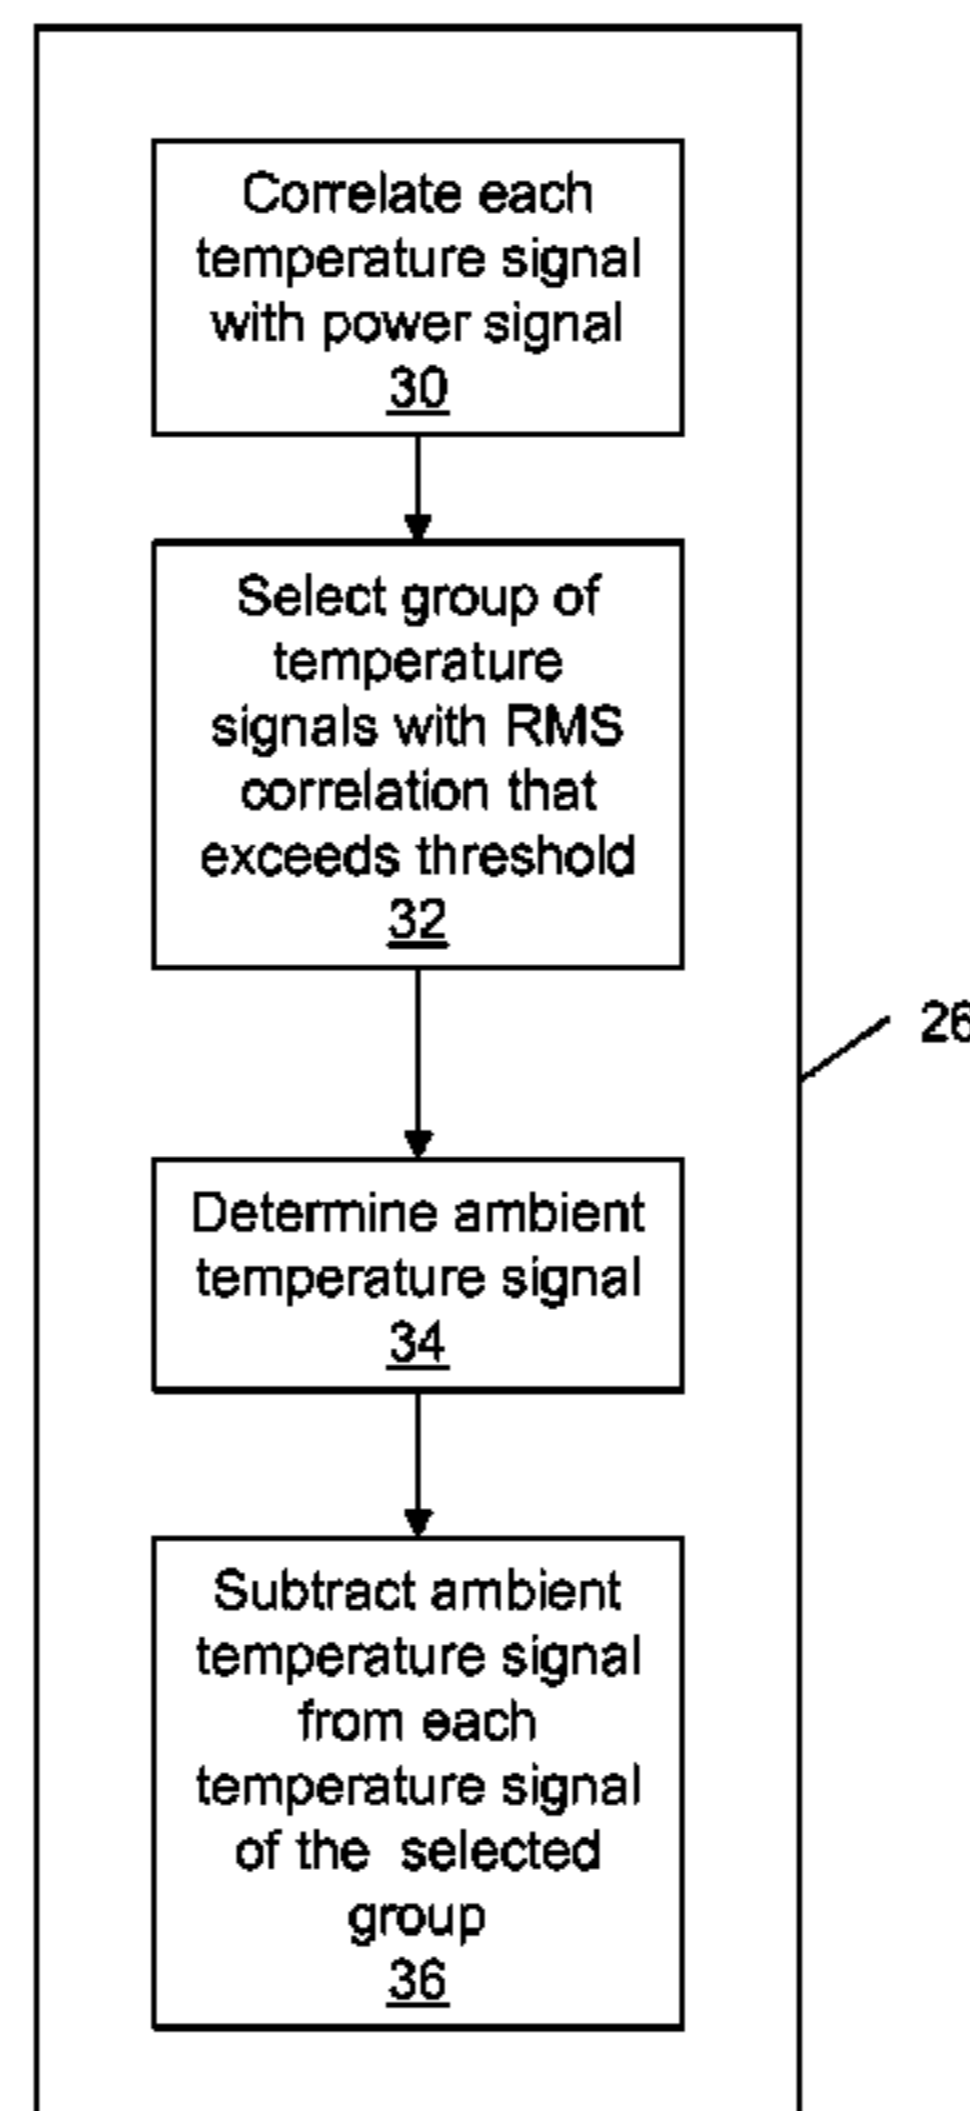 Correlate each
temperature signal
with power signal
30
Select group of
temperature
signals with RMS
correlation that
exceeds threshold
32
26
Determine ambient
temperature signal
34
Subtract ambient
temperature signal
from each
temperature signal
of the selected
group
36